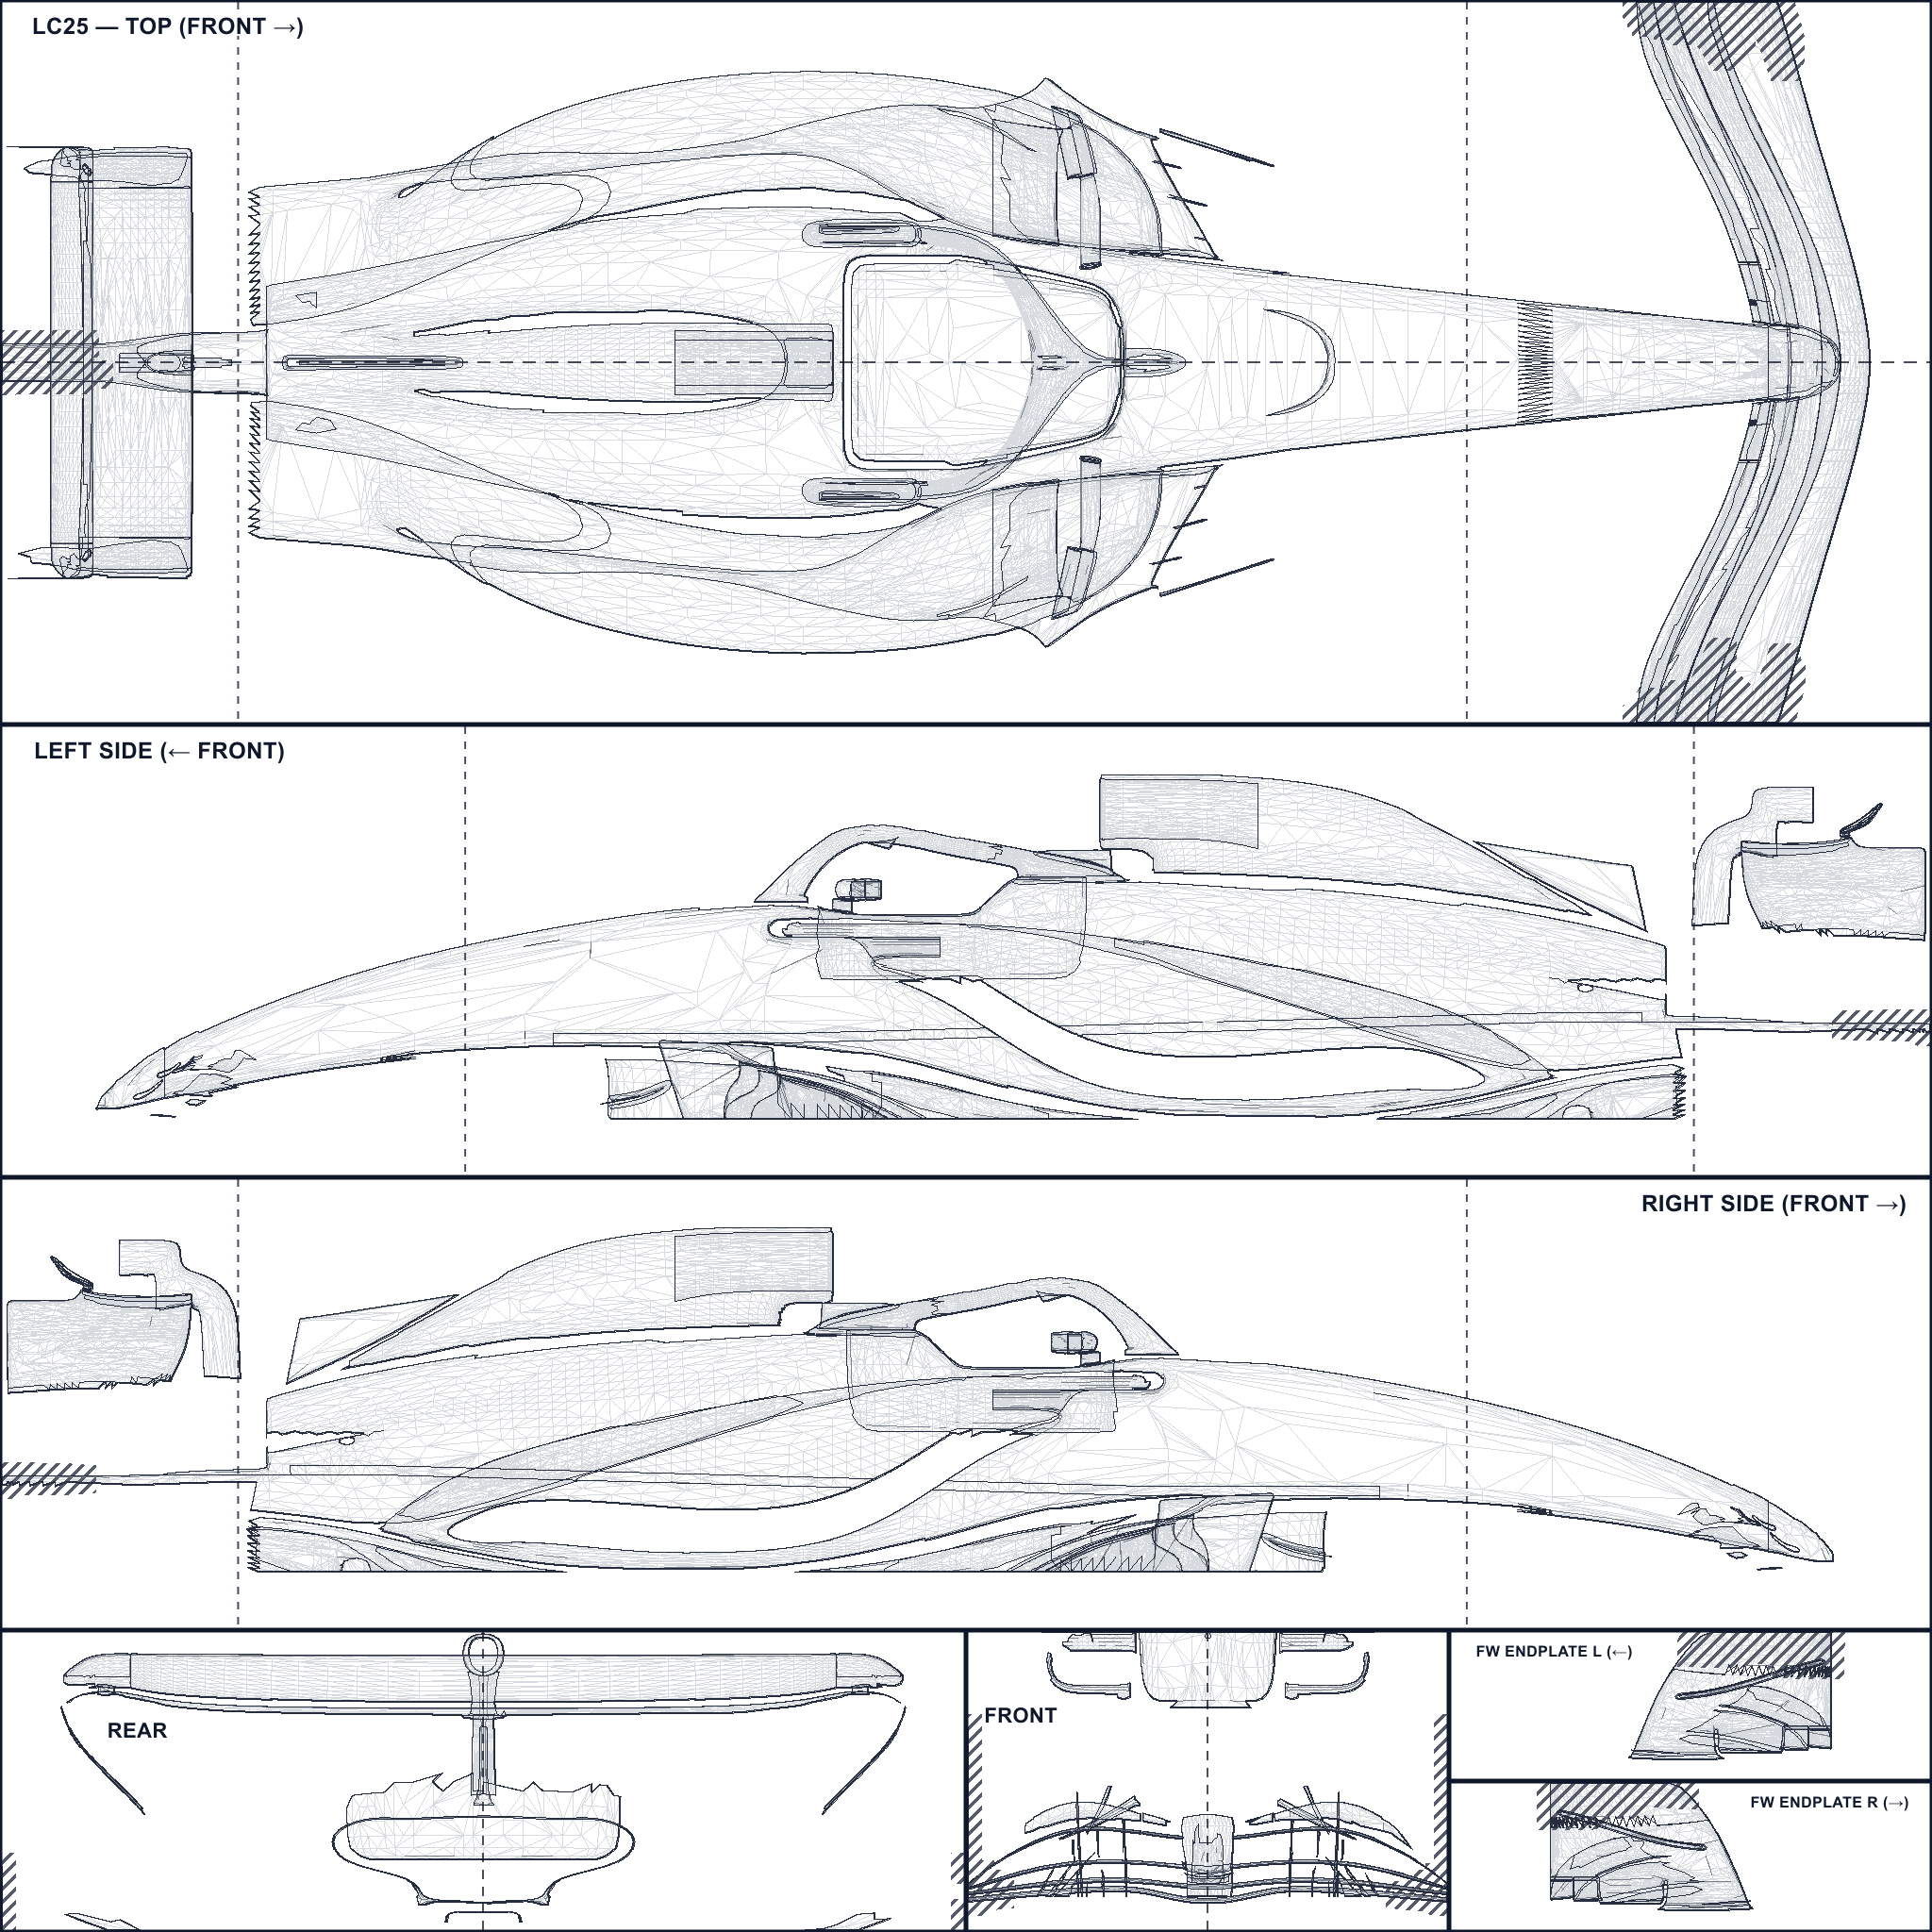 LC25 — TOP (FRONT →)
LEFT SIDE (← FRONT)
RIGHT SIDE (FRONT →)
REAR
FRONT
FW ENDPLATE L (←)
FW ENDPLATE R (→)